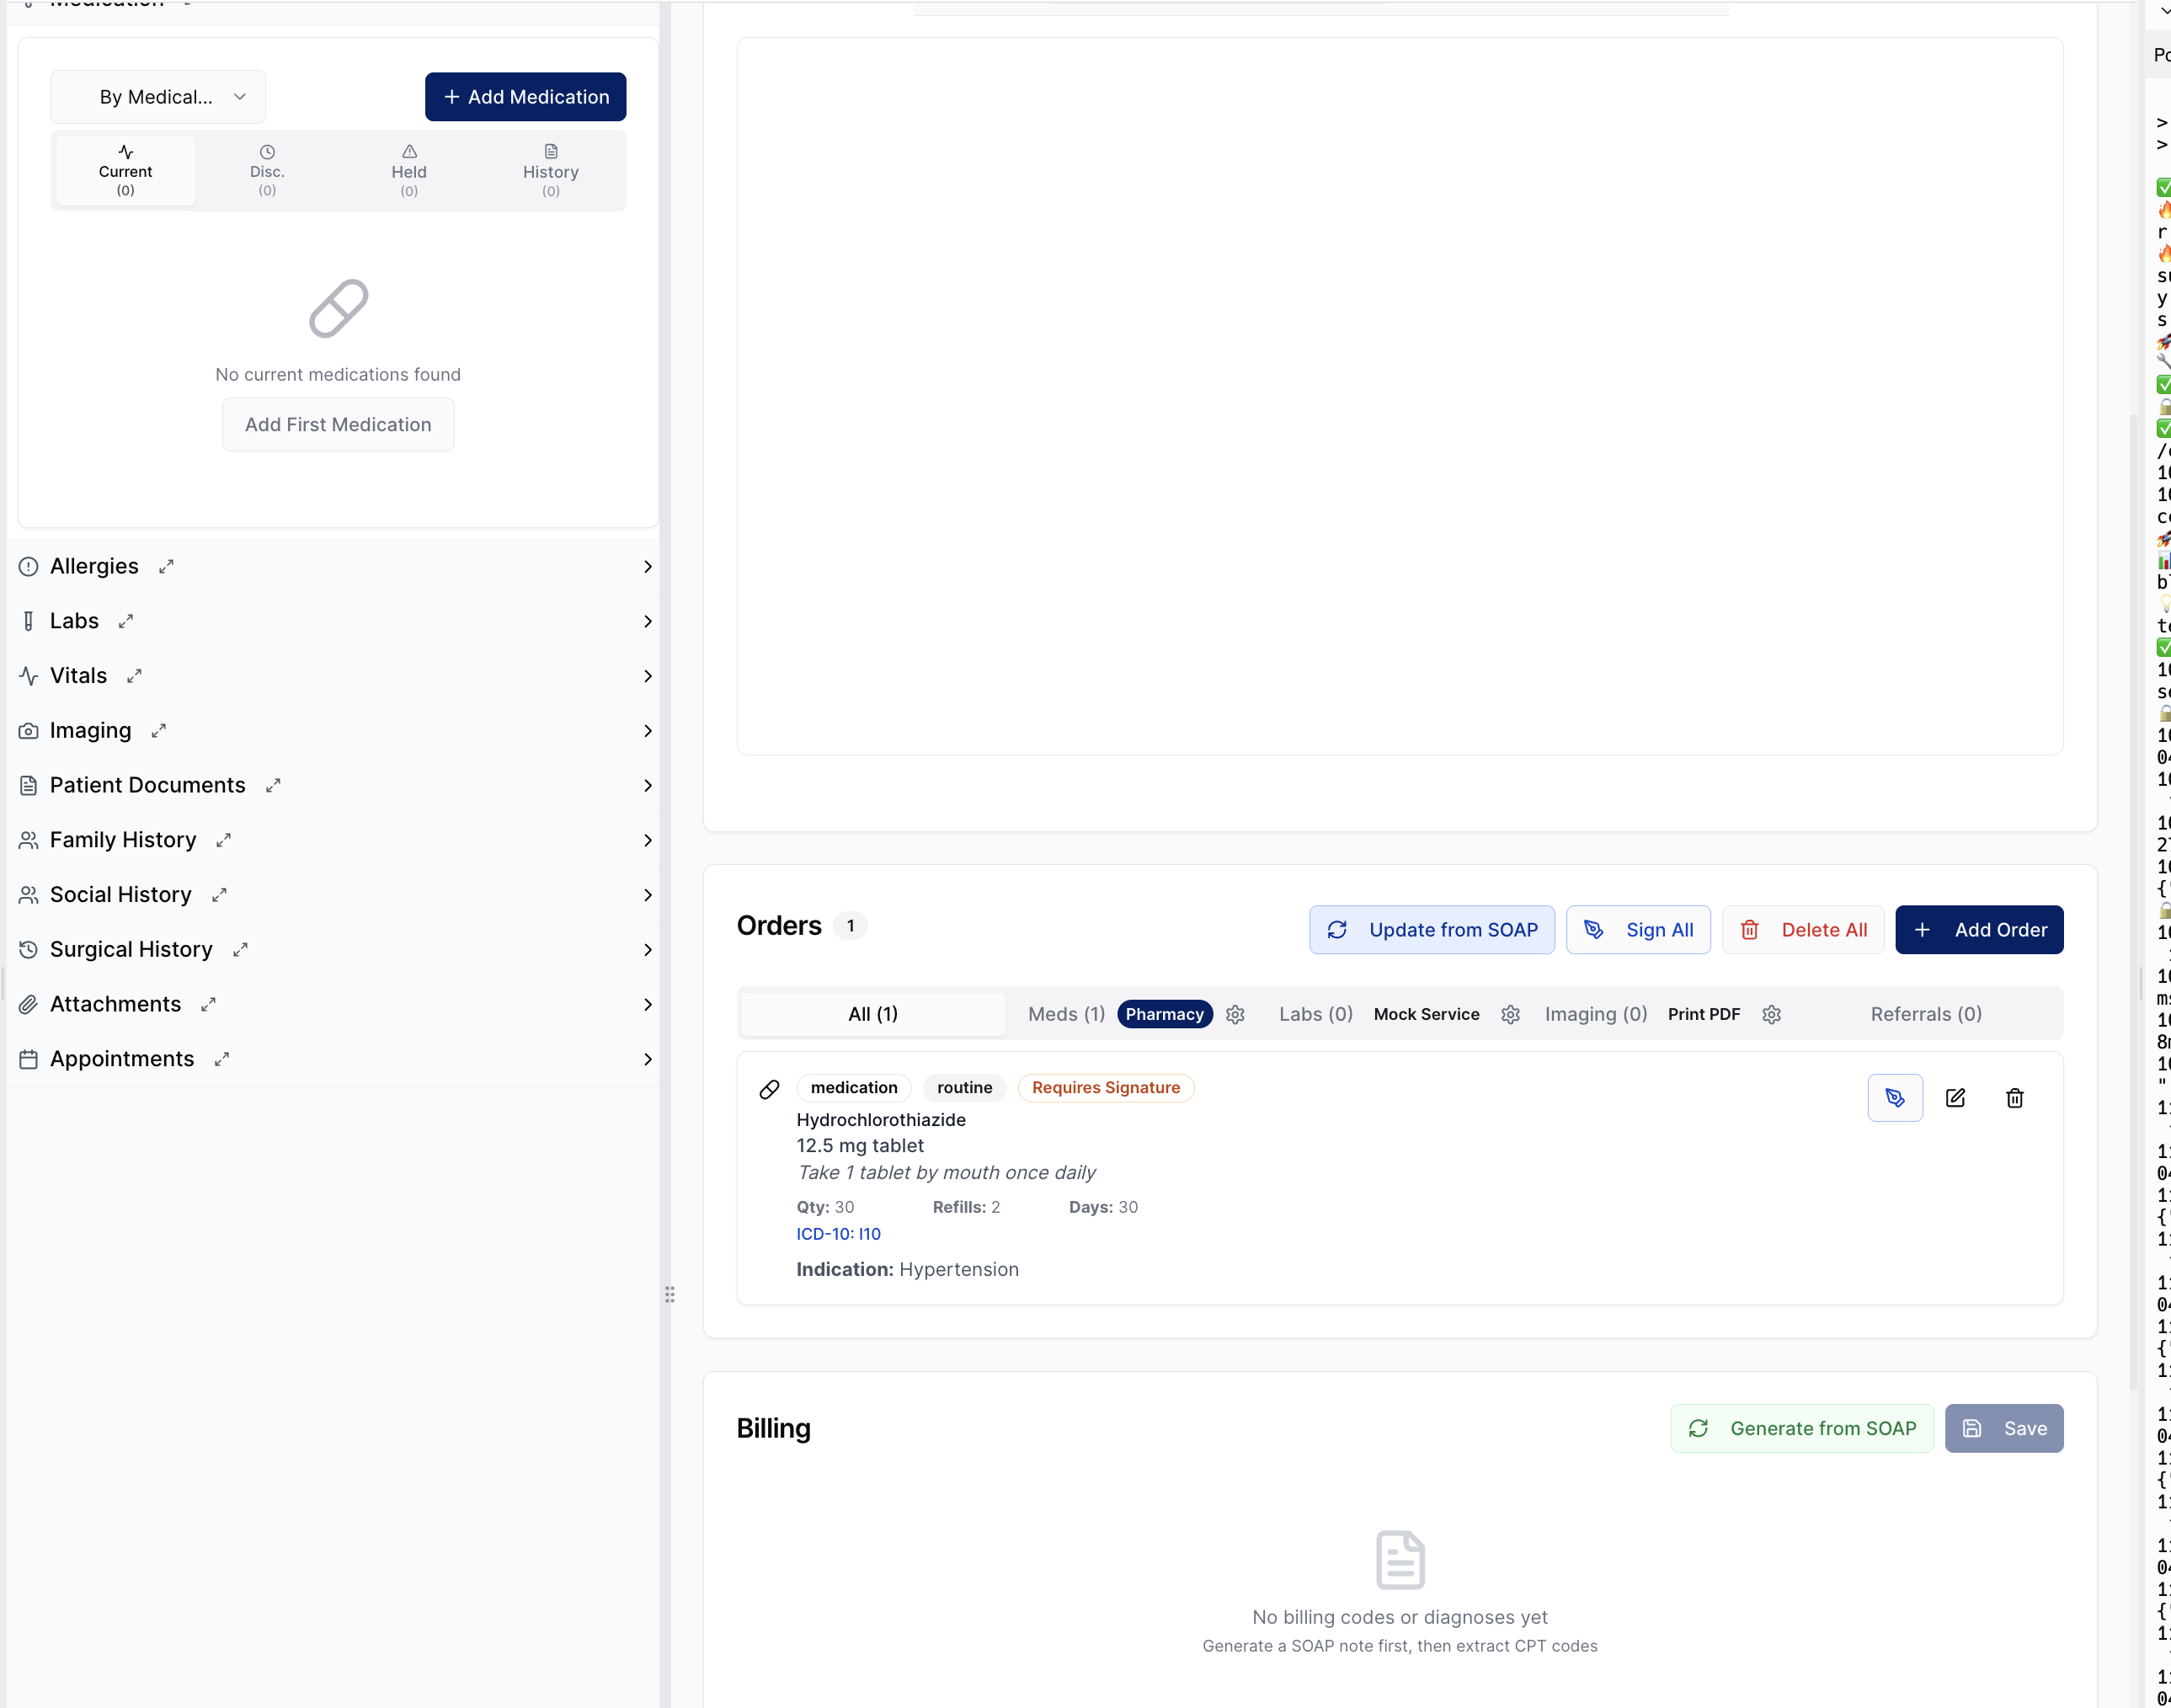 By Medical...
+ Add Medication
Current
(0)
Disc.
(0)
Held
(0)
History
(0)
No current medications found
Add First Medication
Allergies
Labs
Vitals
Imaging
Patient Documents
Family History
Social History
Surgical History
Attachments
Appointments
Orders 1
Update from SOAP
Sign All
Delete All
+ Add Order
All (1)
Meds (1) Pharmacy
Labs (0) Mock Service
Imaging (0) Print PDF
Referrals (0)
medication routine Requires Signature
Hydrochlorothiazide
12.5 mg tablet
Take 1 tablet by mouth once daily
Qty: 30 Refills: 2 Days: 30
ICD-10: I10
Indication: Hypertension
Billing
Generate from SOAP
Save
No billing codes or diagnoses yet
Generate a SOAP note first, then extract CPT codes